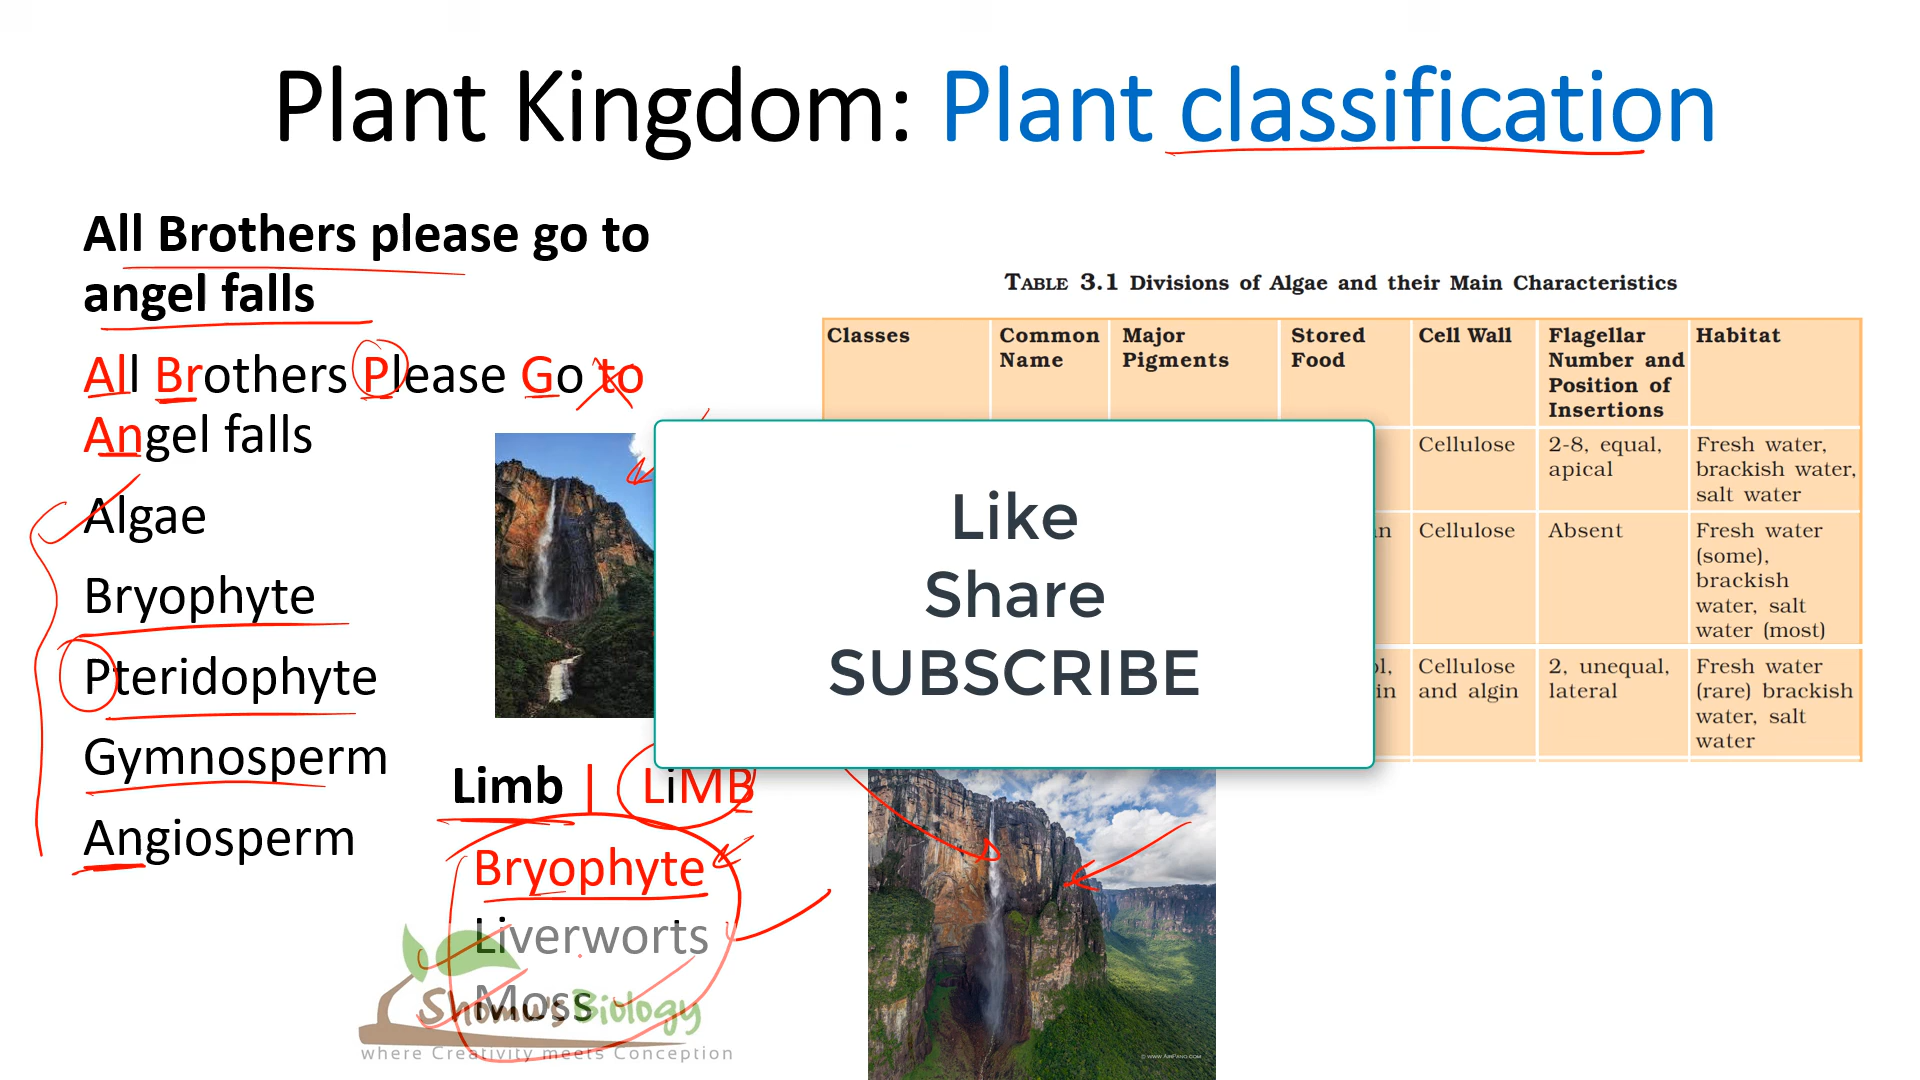 Plant Kingdom: Plant classification
All Brothers please go to
angel falls
All Brothers Please Go to
Angel falls
Algae
Bryophyte
Pteridophyte
Gymnosperm
Angiosperm
Limb | LiMB
Bryophyte
Liverworts
Moss
Shomu's Biology
where Creativity meets Conception
TABLE 3.1 Divisions of Algae and their Main Characteristics
Classes
Common
Name
Major
Pigments
Stored
Food
Cell Wall
Flagellar
Number and
Position of
Insertions
Habitat
Cellulose
2-8, equal,
apical
Fresh water,
brackish water,
salt water
Cellulose
Absent
Fresh water
(some),
brackish
water, salt
water (most)
Cellulose
and algin
2, unequal,
lateral
Fresh water
(rare) brackish
water, salt
water
Like
Share
SUBSCRIBE
© WWW.AIRPANO.COM